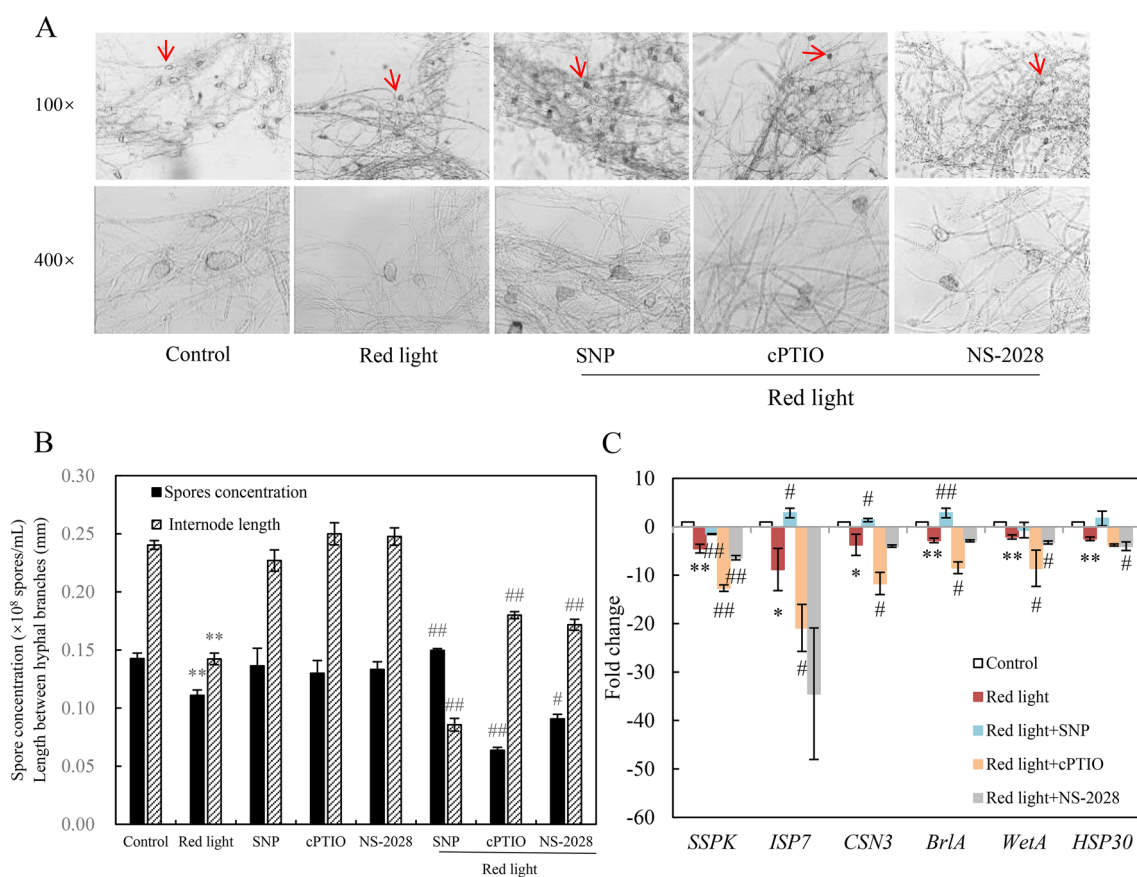 A
100×
400×
Control Red light SNP cPTIO NS-2028
Red light
B
Spore concentration (×10⁸ spores/mL)
Length between hyphal branches (mm)
0.30
0.25
0.20
0.15
0.10
0.05
0.00
Spores concentration
Internode length
** ** ## ## ## ## # ##
Control Red light SNP cPTIO NS-2028 SNP cPTIO NS-2028
Red light
C
Fold change
10
0
-10
-20
-30
-40
-50
-60
# # ##
** ## ## ## * # * # ** # ** # # **
Control
Red light
Red light+SNP
Red light+cPTIO
Red light+NS-2028
SSPK ISP7 CSN3 BrlA WetA HSP30